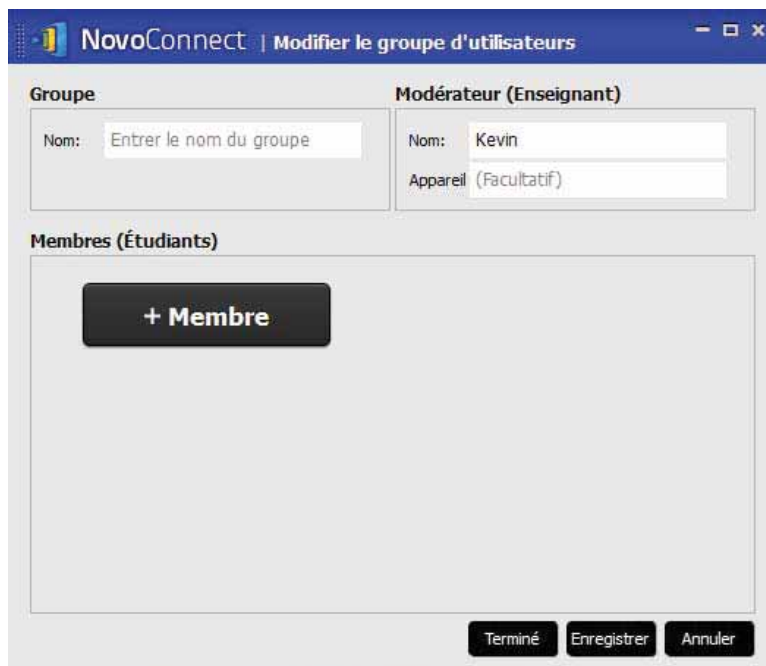 NovoConnect | Modifier le groupe d'utilisateurs
Groupe
Nom: Entrer le nom du groupe
Modérateur (Enseignant)
Nom: Kevin
Appareil (Facultatif)
Membres (Étudiants)
+ Membre
Terminé Enregistrer Annuler